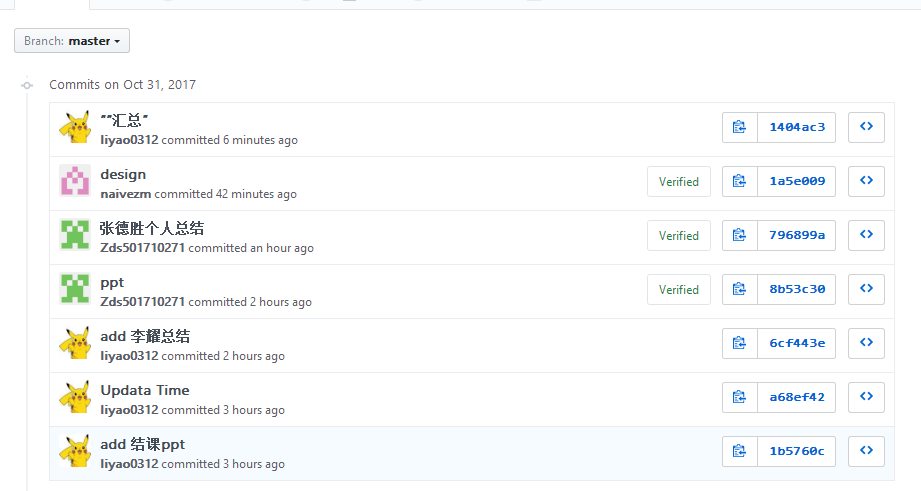 Branch: master
Commits on Oct 31, 2017
““汇总”
liyao0312 committed 6 minutes ago
1404ac3
design
naivezm committed 42 minutes ago
Verified
1a5e009
张德胜个人总结
Zds501710271 committed an hour ago
Verified
796899a
ppt
Zds501710271 committed 2 hours ago
Verified
8b53c30
add 李耀总结
liyao0312 committed 2 hours ago
6cf443e
Updata Time
liyao0312 committed 3 hours ago
a68ef42
add 结课ppt
liyao0312 committed 3 hours ago
1b5760c